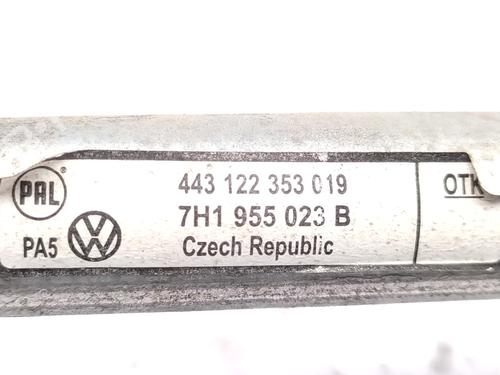 PAL®
443 122 353 019
OTK
7H1 955 023 B
PA5
Czech Republic